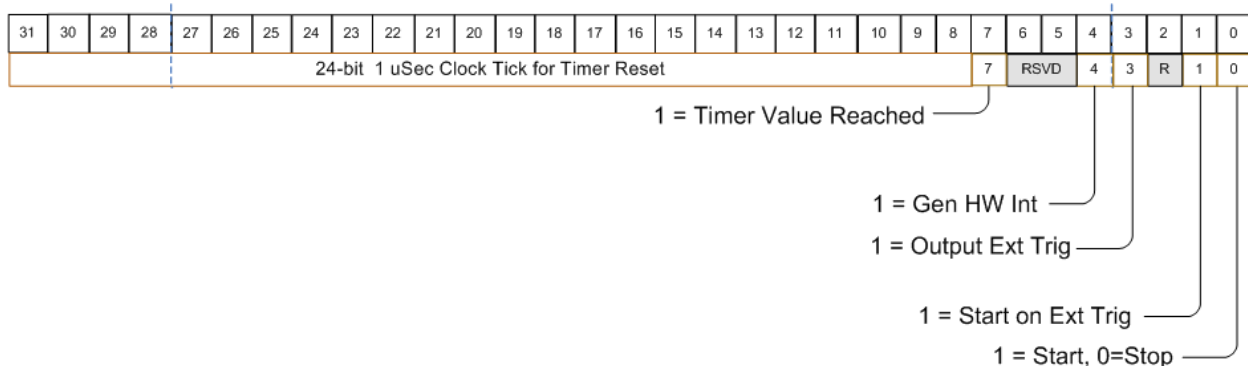 31 30 29 28 27 26 25 24 23 22 21 20 19 18 17 16 15 14 13 12 11 10 9 8 7 6 5 4 3 2 1 0
24-bit 1 uSec Clock Tick for Timer Reset 7 RSVD 4 3 R 1 0
1 = Timer Value Reached
1 = Gen HW Int
1 = Output Ext Trig
1 = Start on Ext Trig
1 = Start, 0=Stop